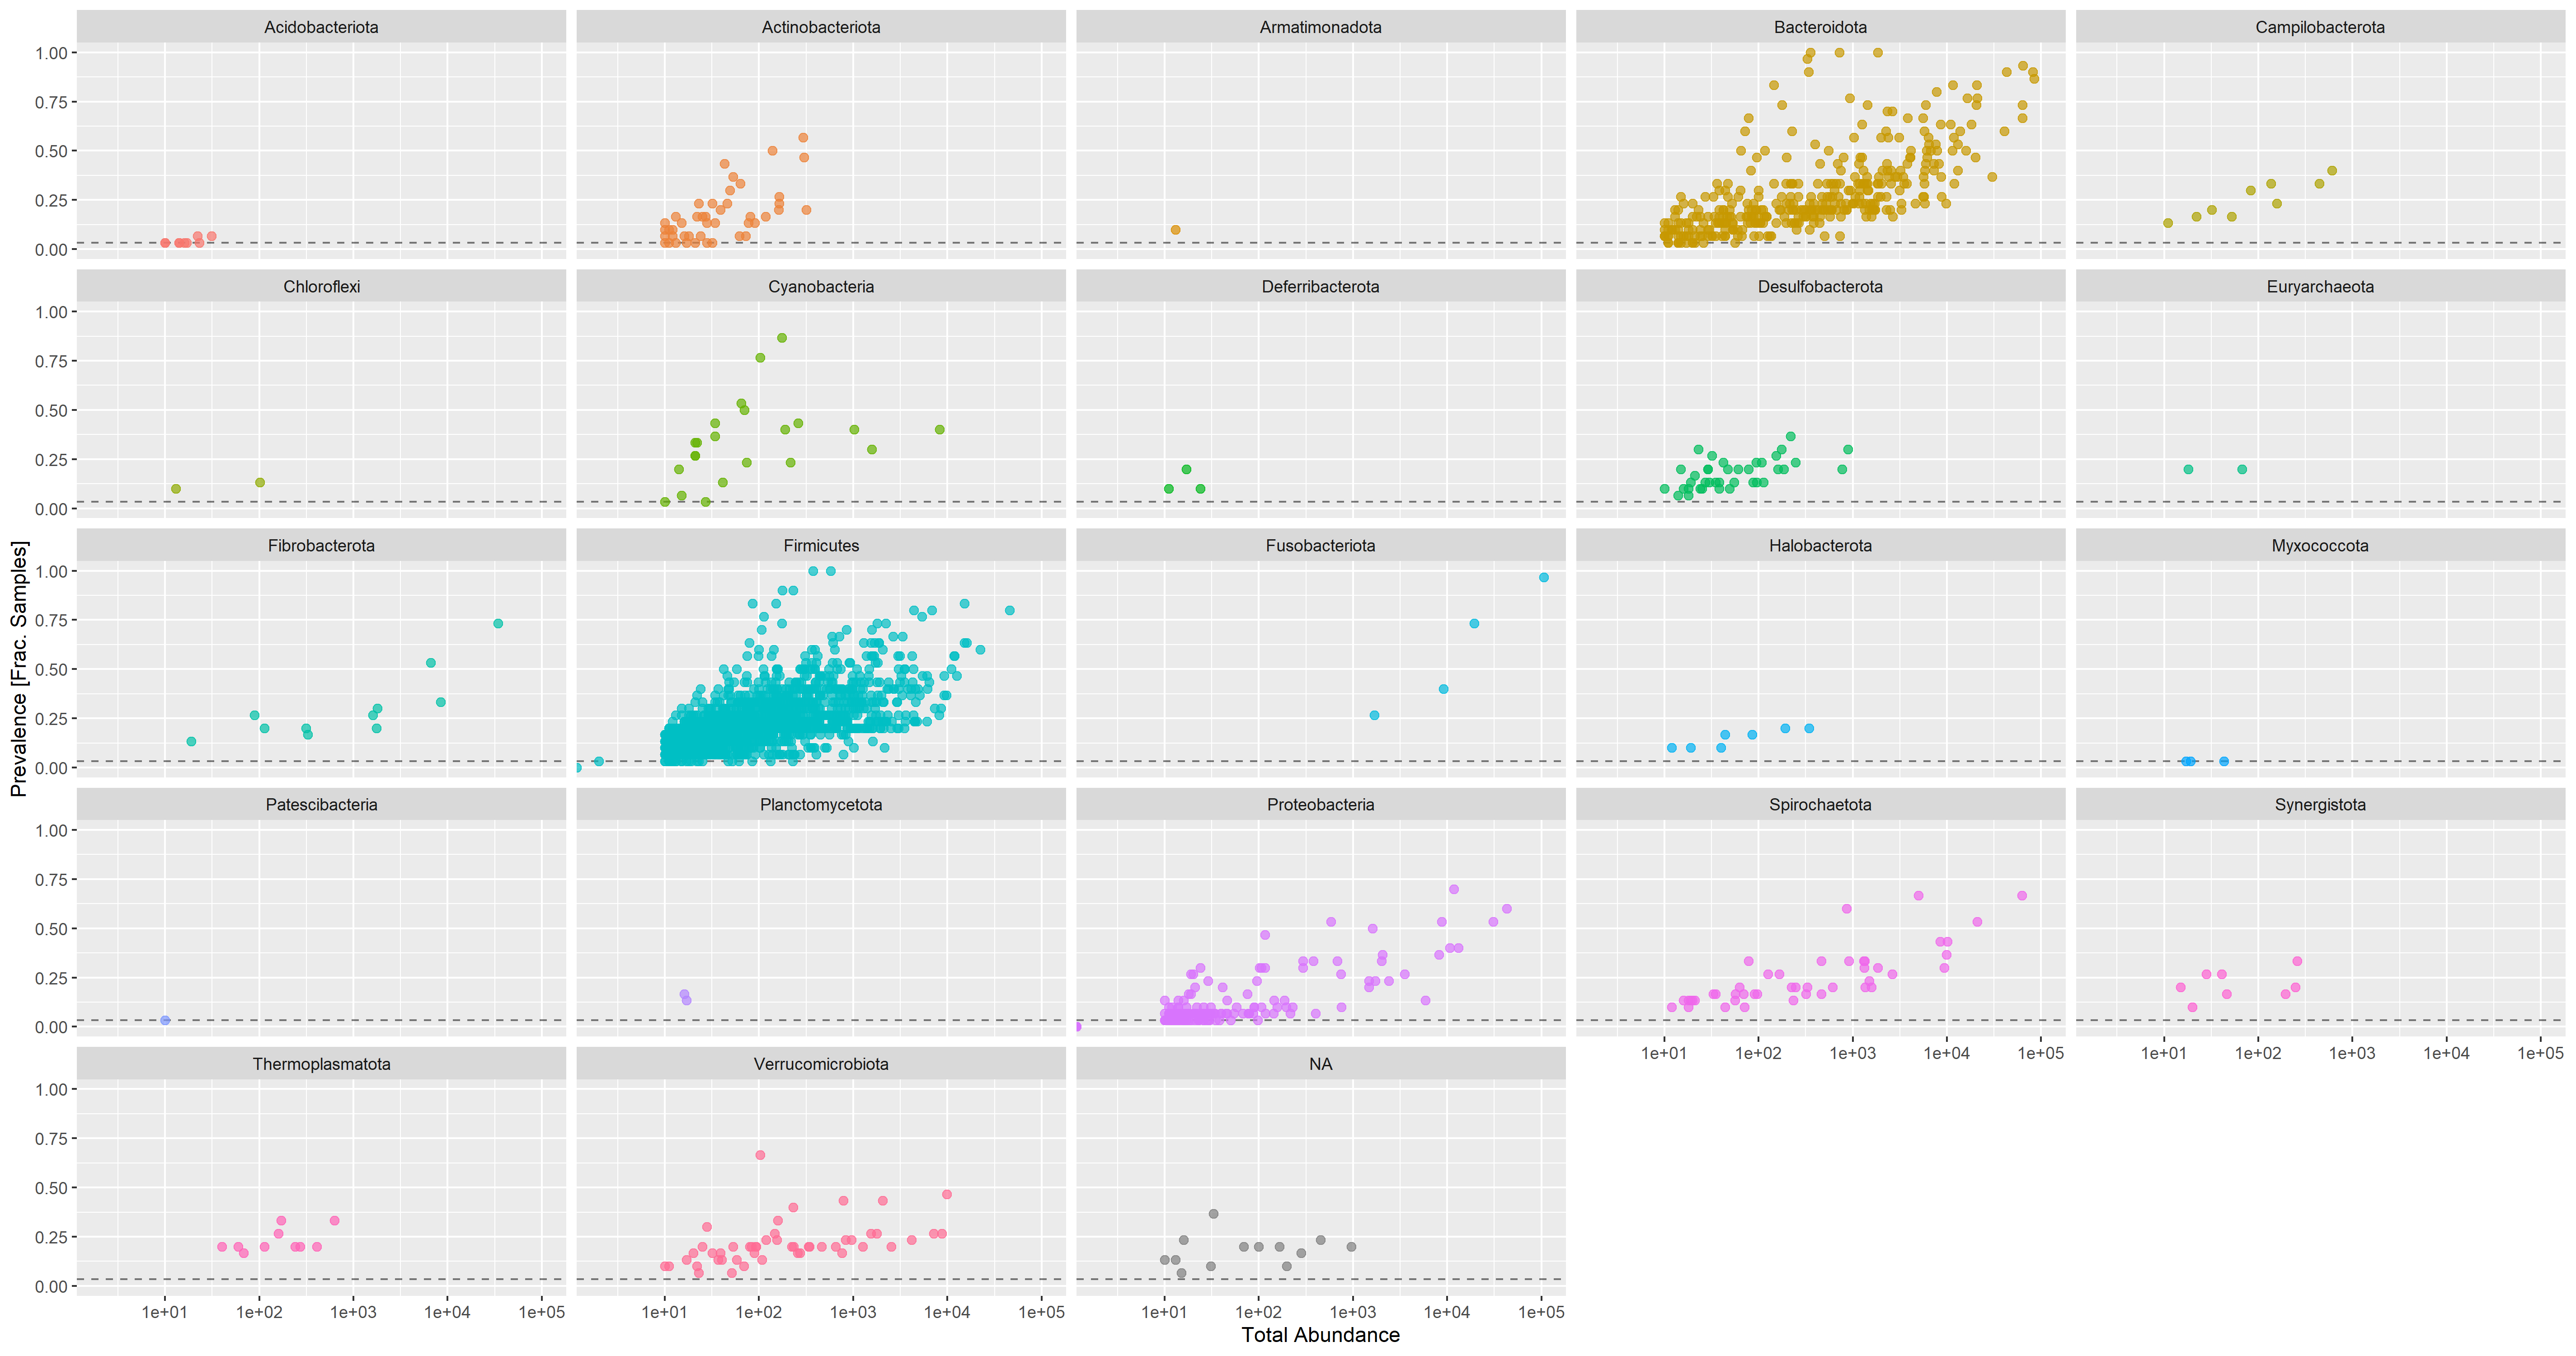 Acidobacteriota Actinobacteriota Armatimonadota Bacteroidota Campilobacterota
1.00
0.75
0.50
0.25
0.00
Chloroflexi Cyanobacteria Deferribacterota Desulfobacterota Euryarchaeota
1.00
0.75
0.50
0.25
0.00
Prevalence [Frac. Samples]
Fibrobacterota Firmicutes Fusobacteriota Halobacterota Myxococcota
1.00
0.75
0.50
0.25
0.00
Patescibacteria Planctomycetota Proteobacteria Spirochaetota Synergistota
1.00
0.75
0.50
0.25
0.00
1e+01 1e+02 1e+03 1e+04 1e+05 1e+01 1e+02 1e+03 1e+04 1e+05
Thermoplasmatota Verrucomicrobiota NA
1.00
0.75
0.50
0.25
0.00
1e+01 1e+02 1e+03 1e+04 1e+05 1e+01 1e+02 1e+03 1e+04 1e+05 1e+01 1e+02 1e+03 1e+04 1e+05
Total Abundance